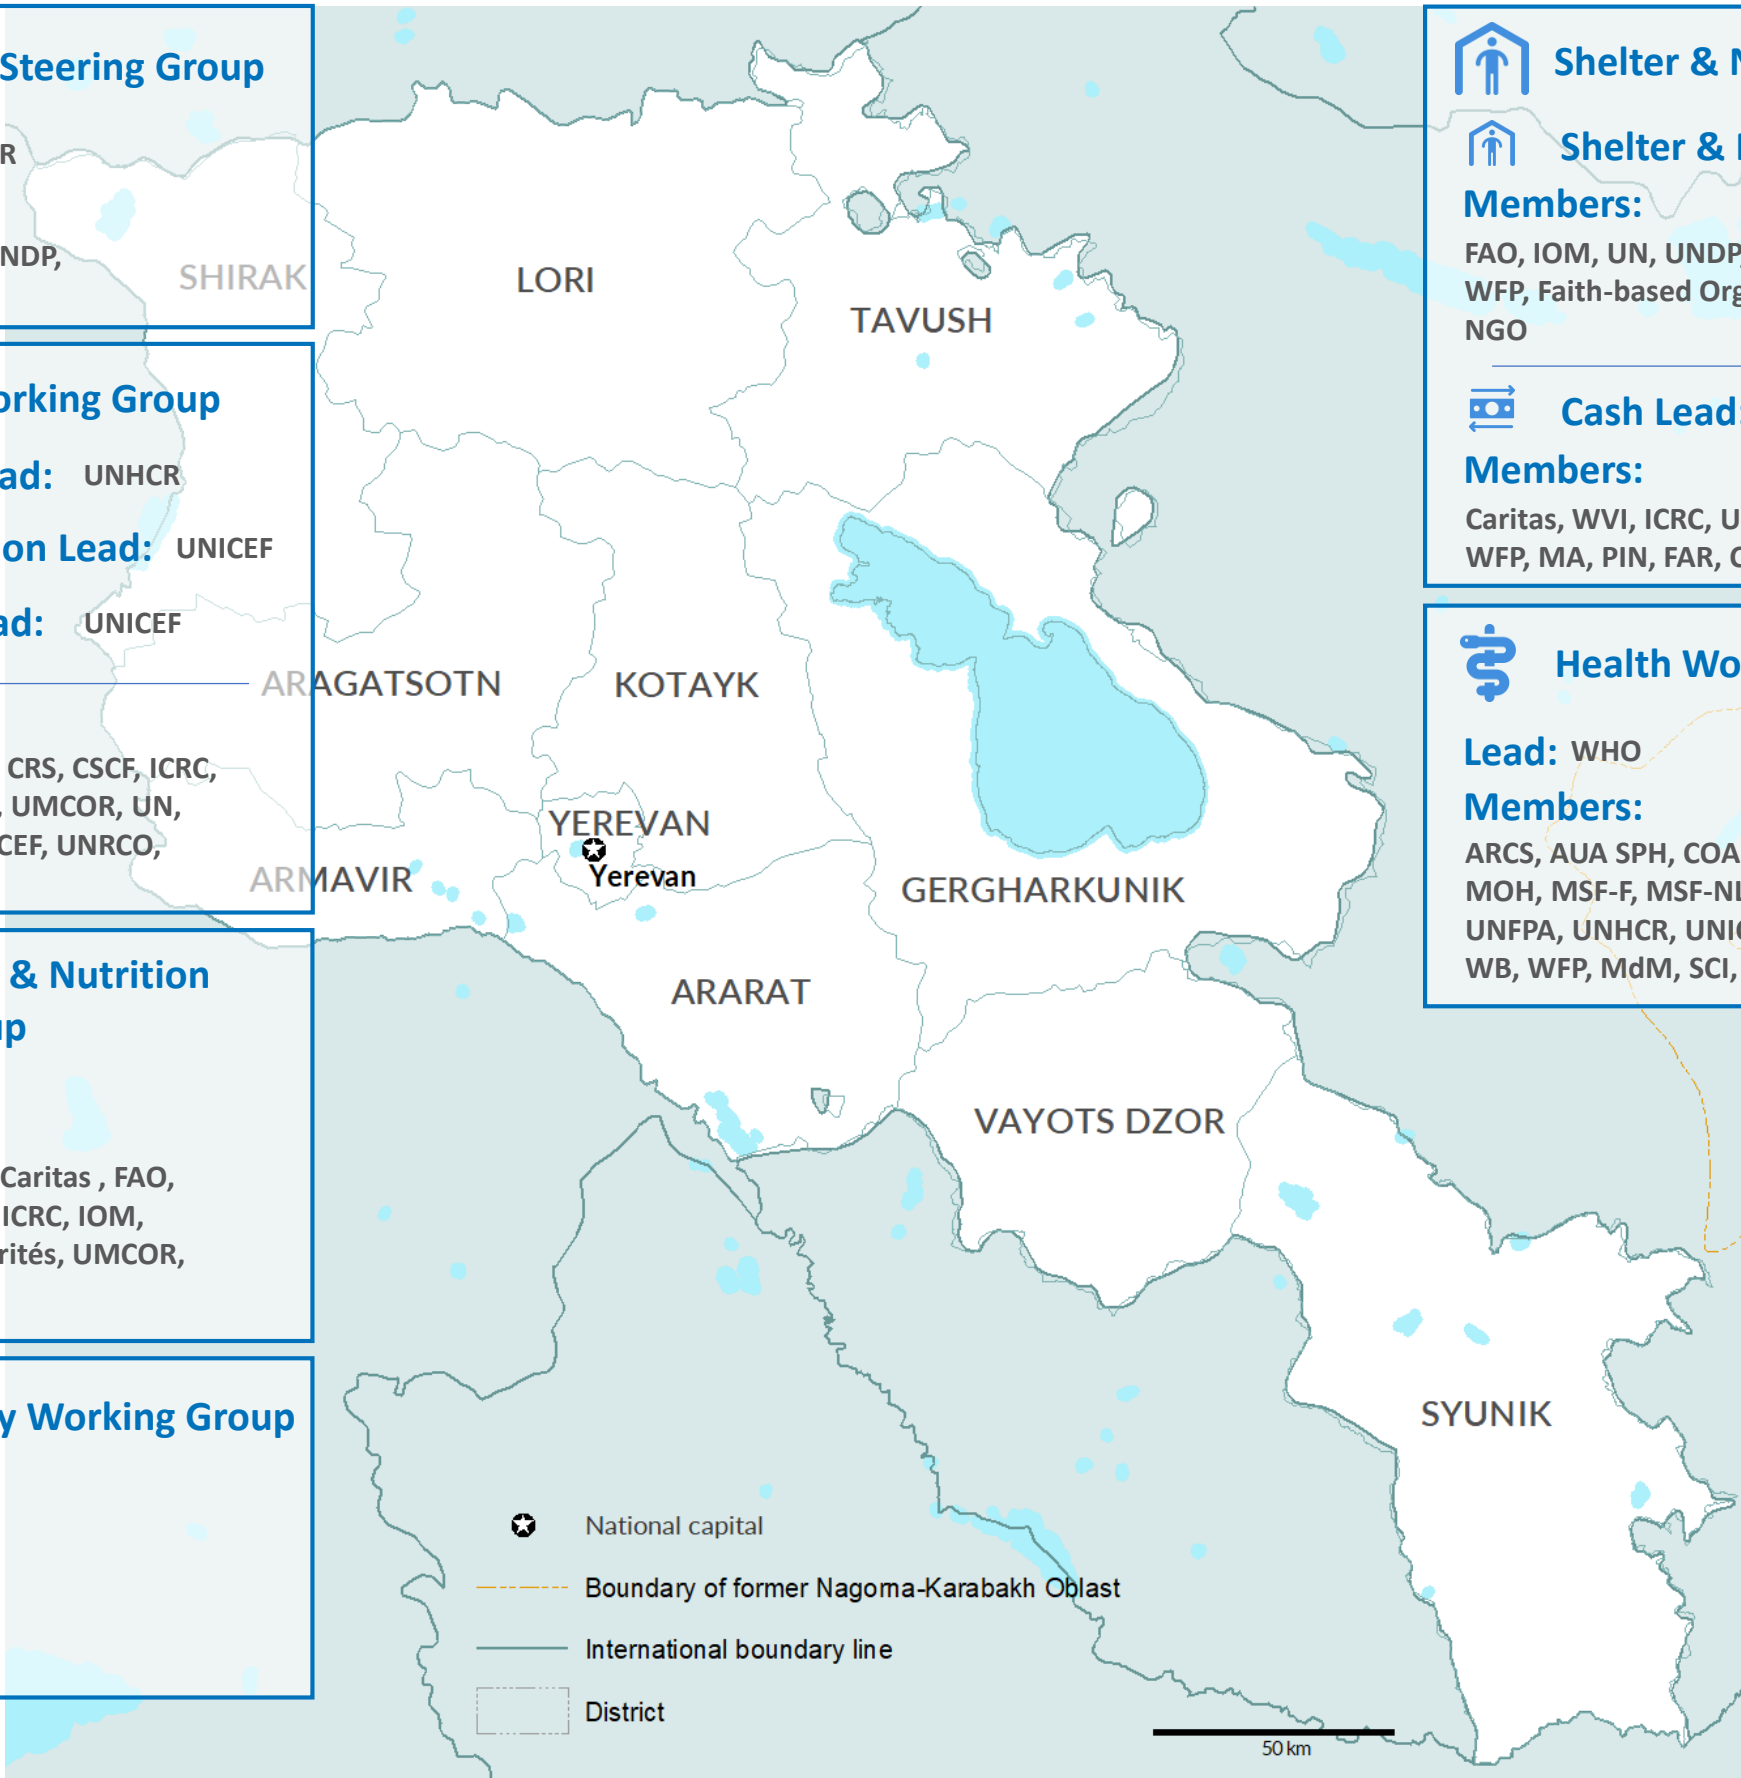 Steering Group
R
NDP,
orking Group
ad: UNHCR
on Lead: UNICEF
ad: UNICEF
CRS, CSCF, ICRC,
, UMCOR, UN,
CEF, UNRCO,
& Nutrition
up
Caritas , FAO,
ICRC, IOM,
rités, UMCOR,
y Working Group
SHIRAK
LORI
TAVUSH
ARAGATSOTN
KOTAYK
YEREVAN
Yerevan
ARMAVIR
GERGHARKUNIK
ARARAT
VAYOTS DZOR
SYUNIK
National capital
Boundary of former Nagorna-Karabakh Oblast
International boundary line
District
50 km
Shelter & N
Shelter &
Members:
FAO, IOM, UN, UNDP,
WFP, Faith-based Org
NGO
Cash Lead:
Members:
Caritas, WVI, ICRC, U
WFP, MA, PIN, FAR, C
Health Wo
Lead: WHO
Members:
ARCS, AUA SPH, COA
MOH, MSF-F, MSF-NL
UNFPA, UNHCR, UNIC
WB, WFP, MdM, SCI,